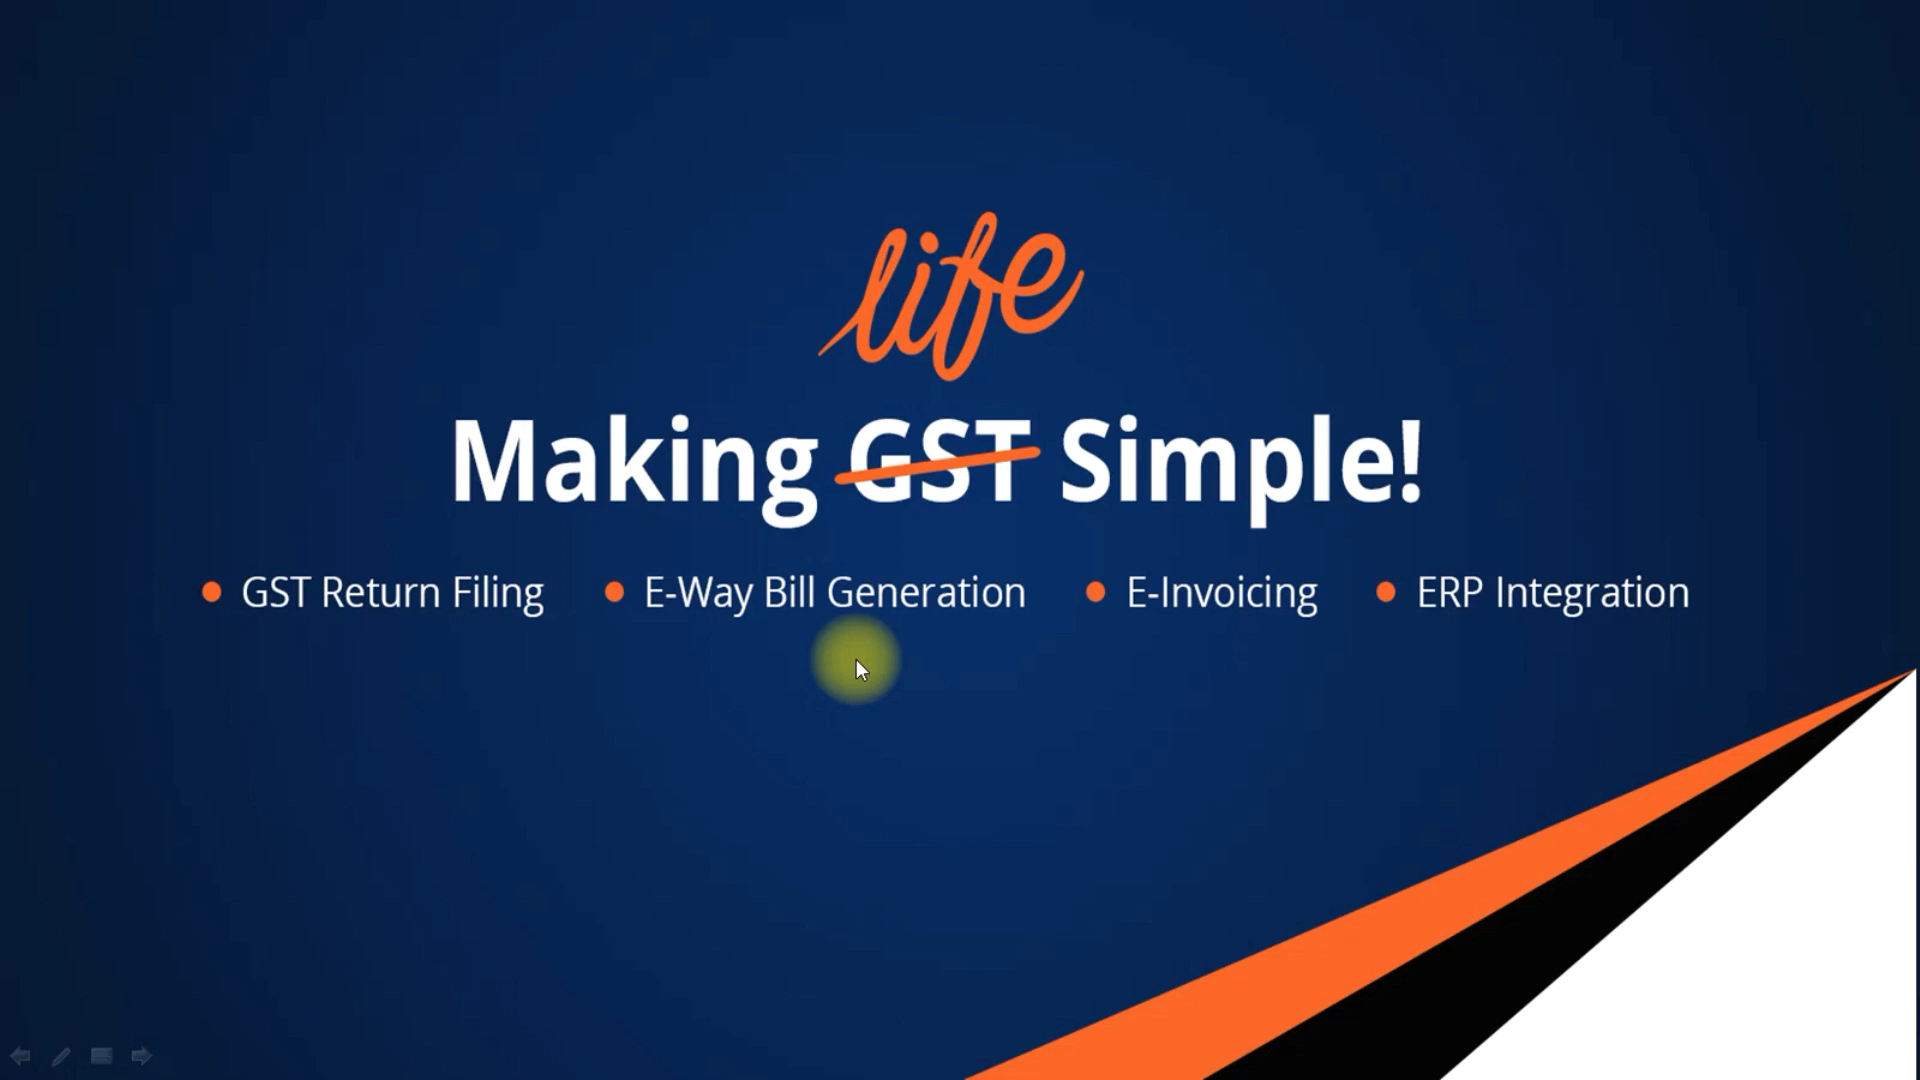 life
Making GST Simple!
GST Return Filing E-Way Bill Generation E-Invoicing ERP Integration